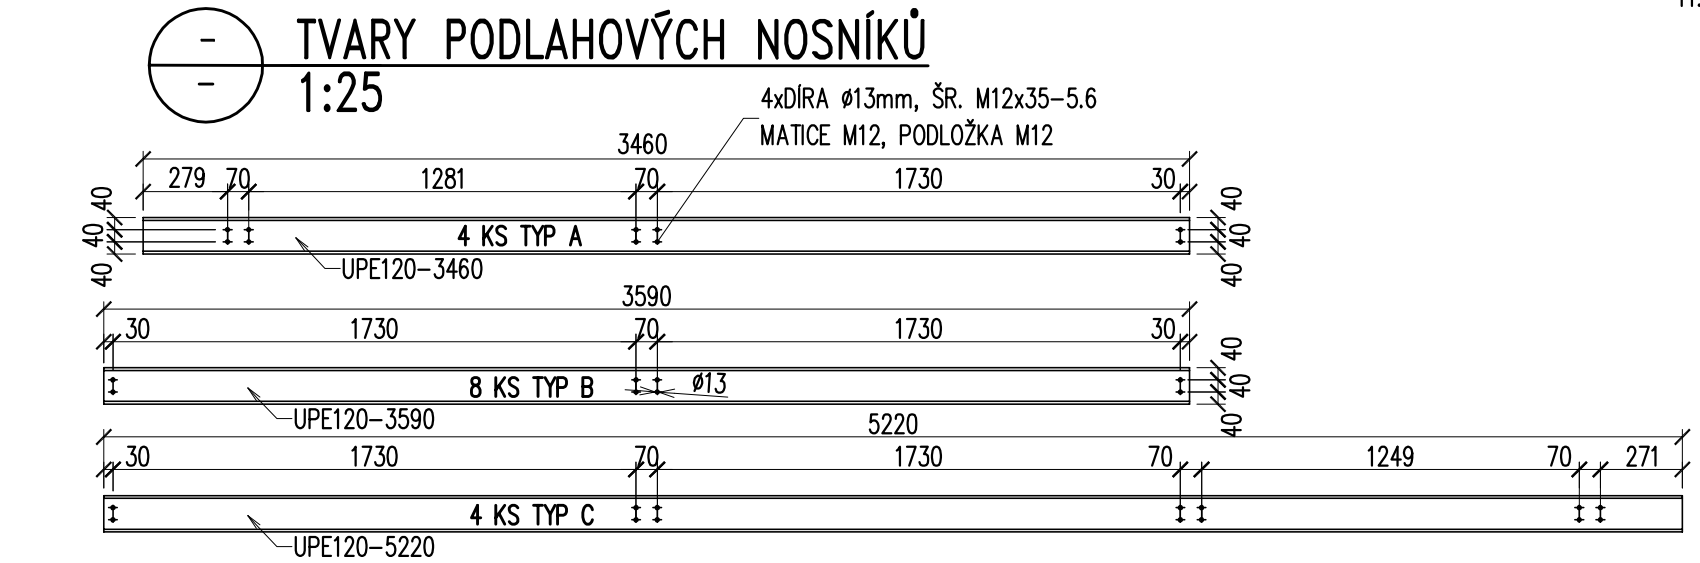 TVARY PODLAHOVÝCH NOSNÍKŮ
1:25
4xDÍRA ø13mm, ŠR. M12x35-5.6
MATICE M12, PODLOŽKA M12
3460
279 70 1281 70 1730 30
40 40 40
4 KS TYP A
40 40 40
UPE120-3460
3590
30 1730 70 1730 30
8 KS TYP B
ø13
40 40 40
UPE120-3590
5220
30 1730 70 1730 70 1249 70 271
4 KS TYP C
UPE120-5220